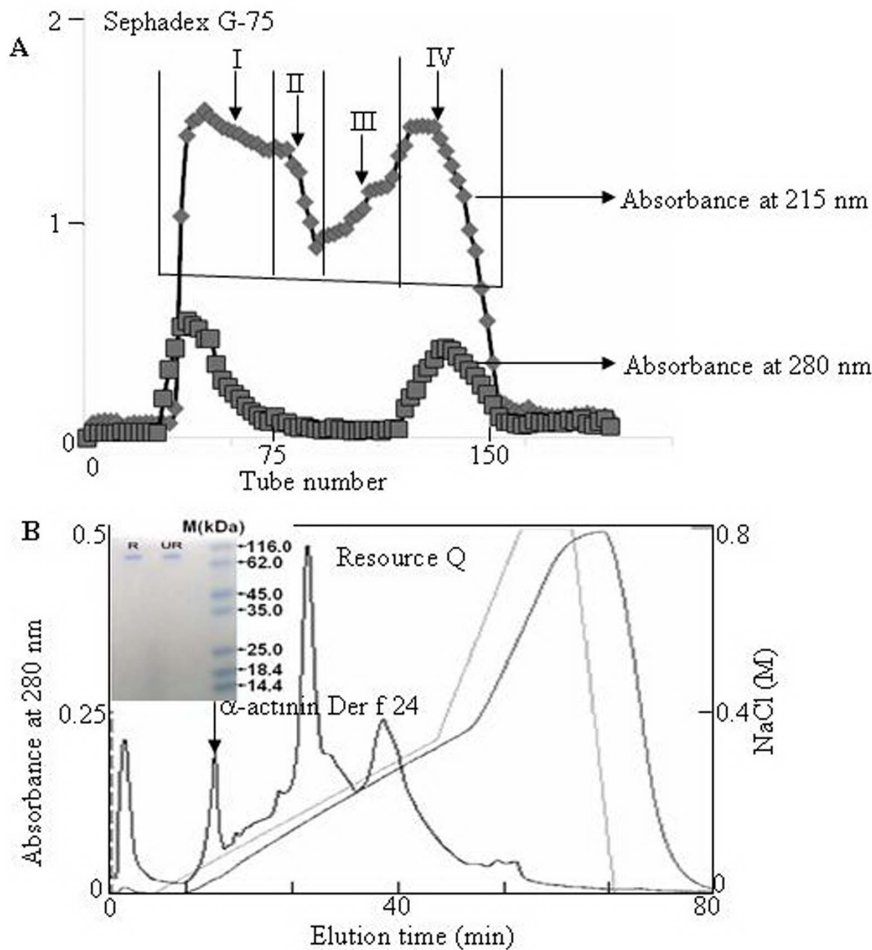 2
Sephadex G-75
A
I
II
III
IV
1
Absorbance at 215 nm
Absorbance at 280 nm
0
0
75
150
Tube number
B
0.5
M(kDa)
R
UR
116.0
62.0
45.0
35.0
25.0
18.4
14.4
Resource Q
0.8
α-actinin Der f 24
0.25
0.4
Absorbance at 280 nm
NaCl (M)
0
0
0
40
80
Elution time (min)